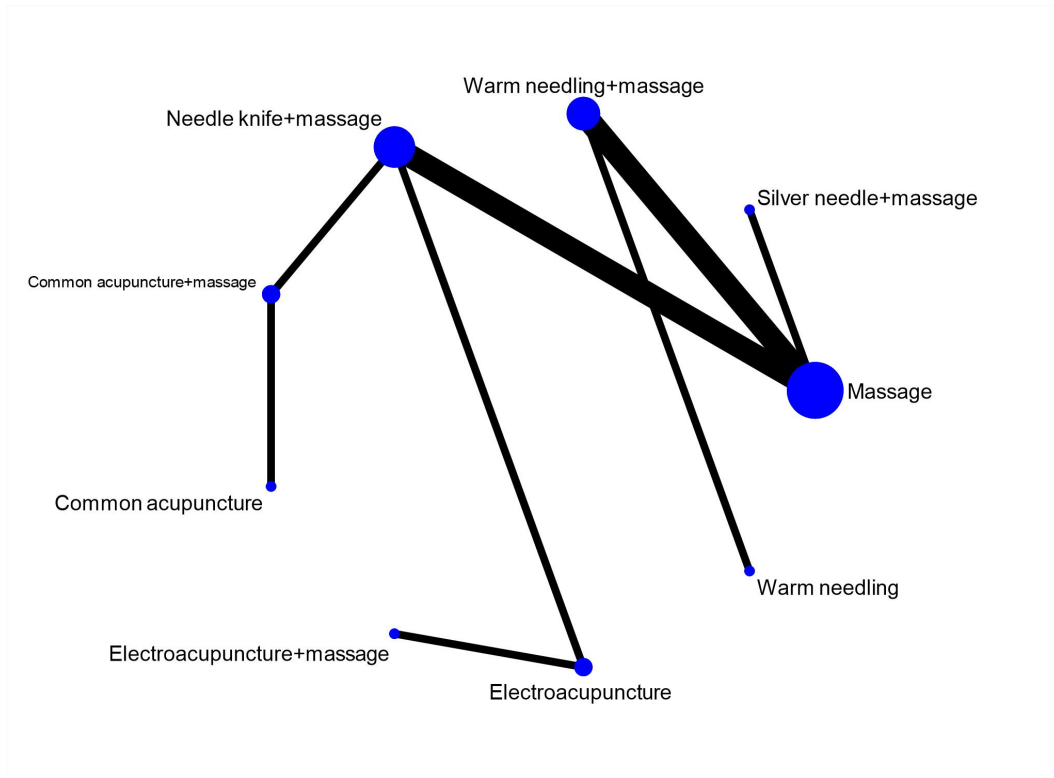 Warm needling+massage
Needle knife+massage
Silver needle+massage
Common acupuncture+massage
Massage
Common acupuncture
Warm needling
Electroacupuncture+massage
Electroacupuncture